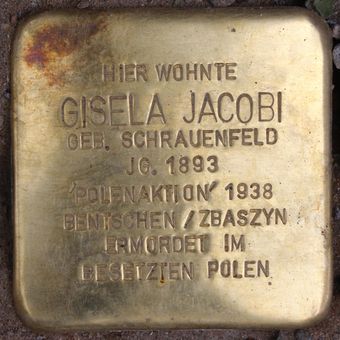 HIER WOHNTE
GISELA JACOBI
GEB. SCHRAUENFELD
JG. 1893
'POLENAKTION' 1938
BENTSCHEN / ZBASZYN
ERMORDET IM
BESETZTEN POLEN